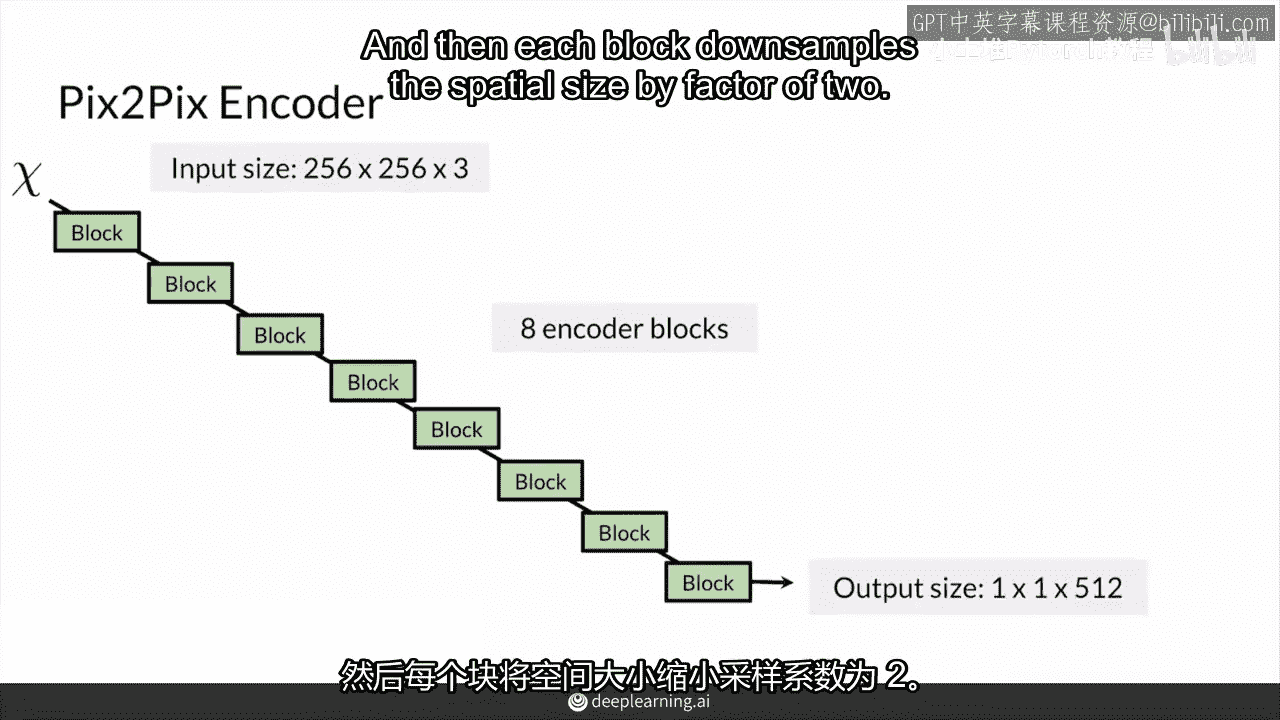 GPT中英字幕课程资源@bilibili.com
And then each block downsamples
the spatial size by factor of two.
Pix2Pix Encoder
χ
Input size: 256 x 256 x 3
Block
Block
Block
8 encoder blocks
Block
Block
Block
Block
Block
Output size: 1 x 1 x 512
然后每个块将空间大小缩小采样系数为 2。
deeplearning.ai